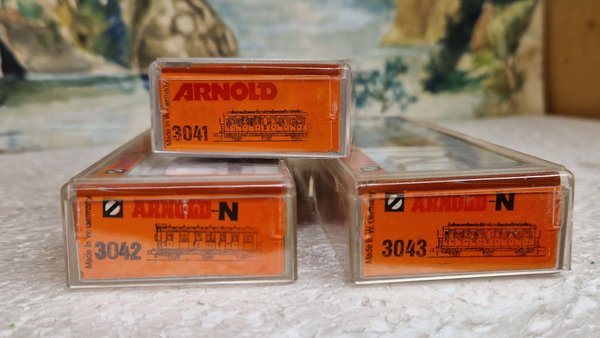 ARNOLD
Made in W. Germany
3041
ARNOLD-N
Made in W. Germany
3042
ARNOLD-N
Made in W. Germany
3043